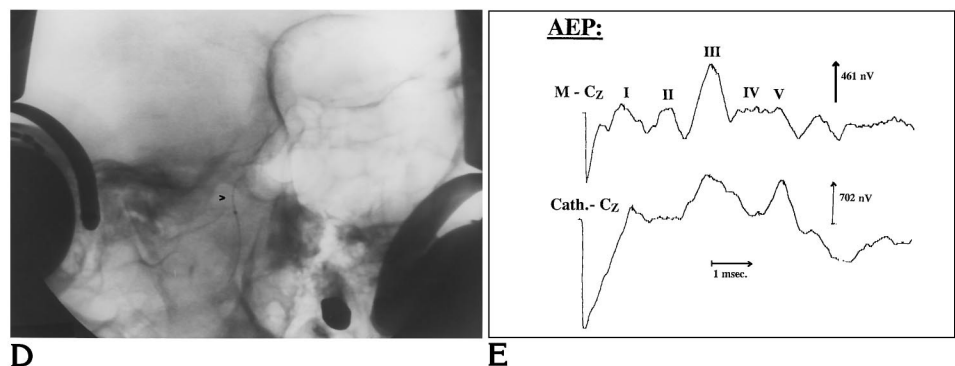 AEP:
III
461 nV
M - CZ I II IV V
Cath.- CZ
702 nV
1 msec.
D E